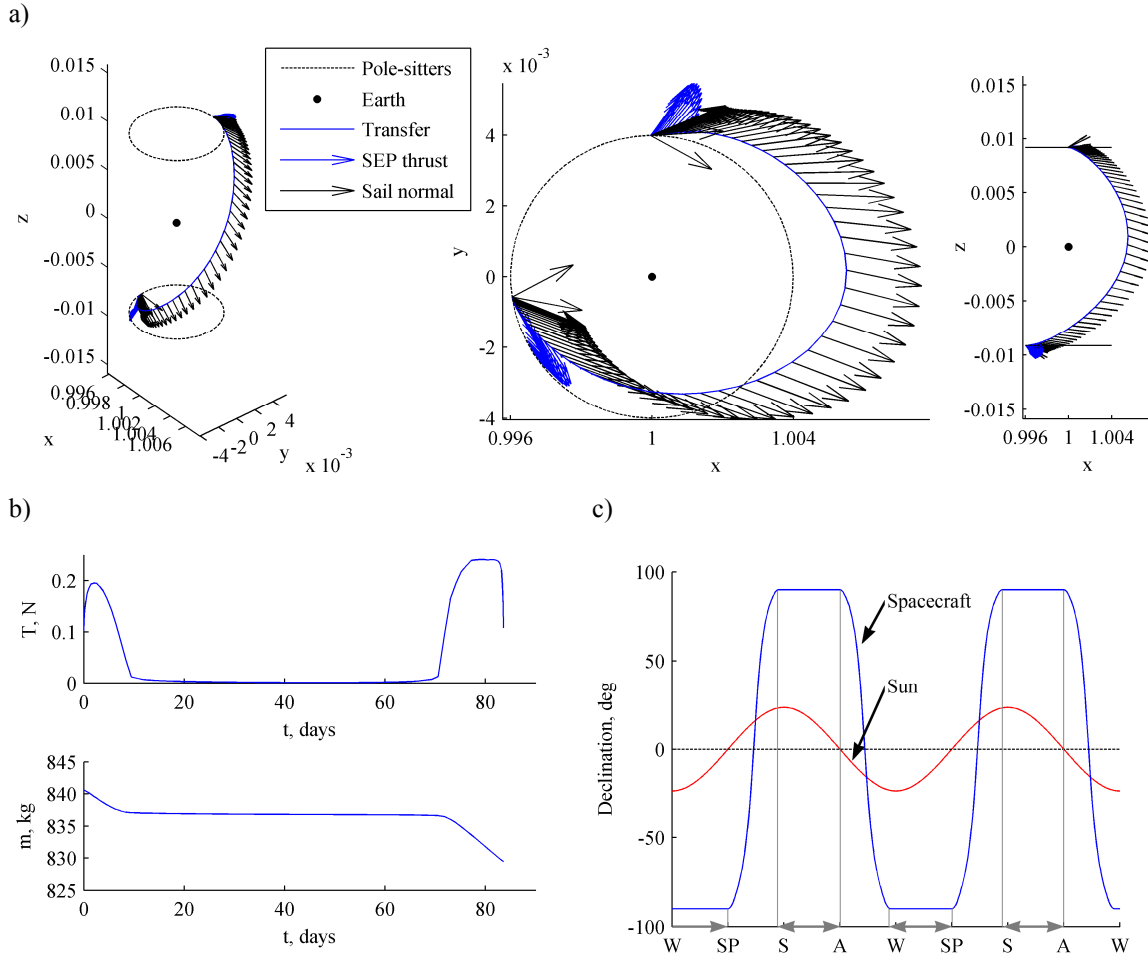 a)
0.015
0.01
0.005
0
-0.005
-0.01
-0.015
z
0.996
0.998
1
1.002
1.004
1.006
x
-4
-2
0
2
4
y
x 10⁻³
Pole-sitters
Earth
Transfer
SEP thrust
Sail normal
x 10⁻³
4
2
0
-2
-4
y
0.996
1
1.004
x
0.015
0.01
0.005
0
-0.005
-0.01
-0.015
z
0.996
1
1.004
x
b)
0.2
0.1
0
T, N
0
20
40
60
80
t, days
845
840
835
830
825
m, kg
0
20
40
60
80
t, days
c)
100
50
0
-50
-100
Declination, deg
Spacecraft
Sun
W
SP
S
A
W
SP
S
A
W